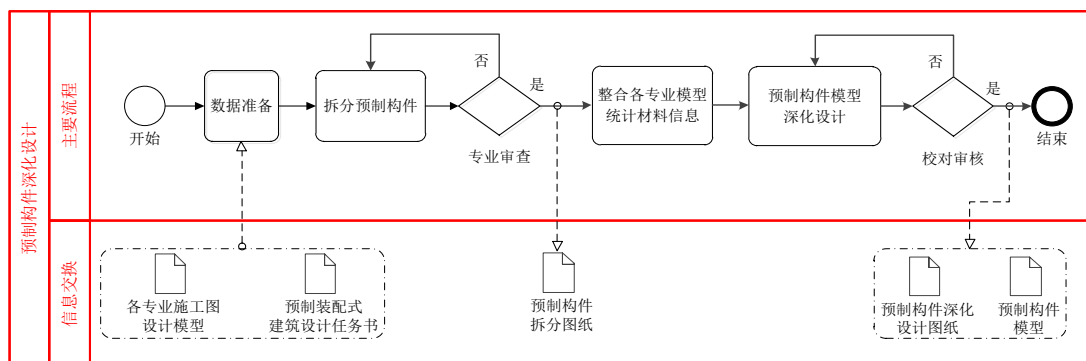 预制构件深化设计
主要流程
开始
数据准备
拆分预制构件
否
是
专业审查
整合各专业模型
统计材料信息
预制构件模型
深化设计
否
是
校对审核
结束
信息交换
各专业施工图
设计模型
预制装配式
建筑设计任务书
预制构件
拆分图纸
预制构件深化
设计图纸
预制构件
模型